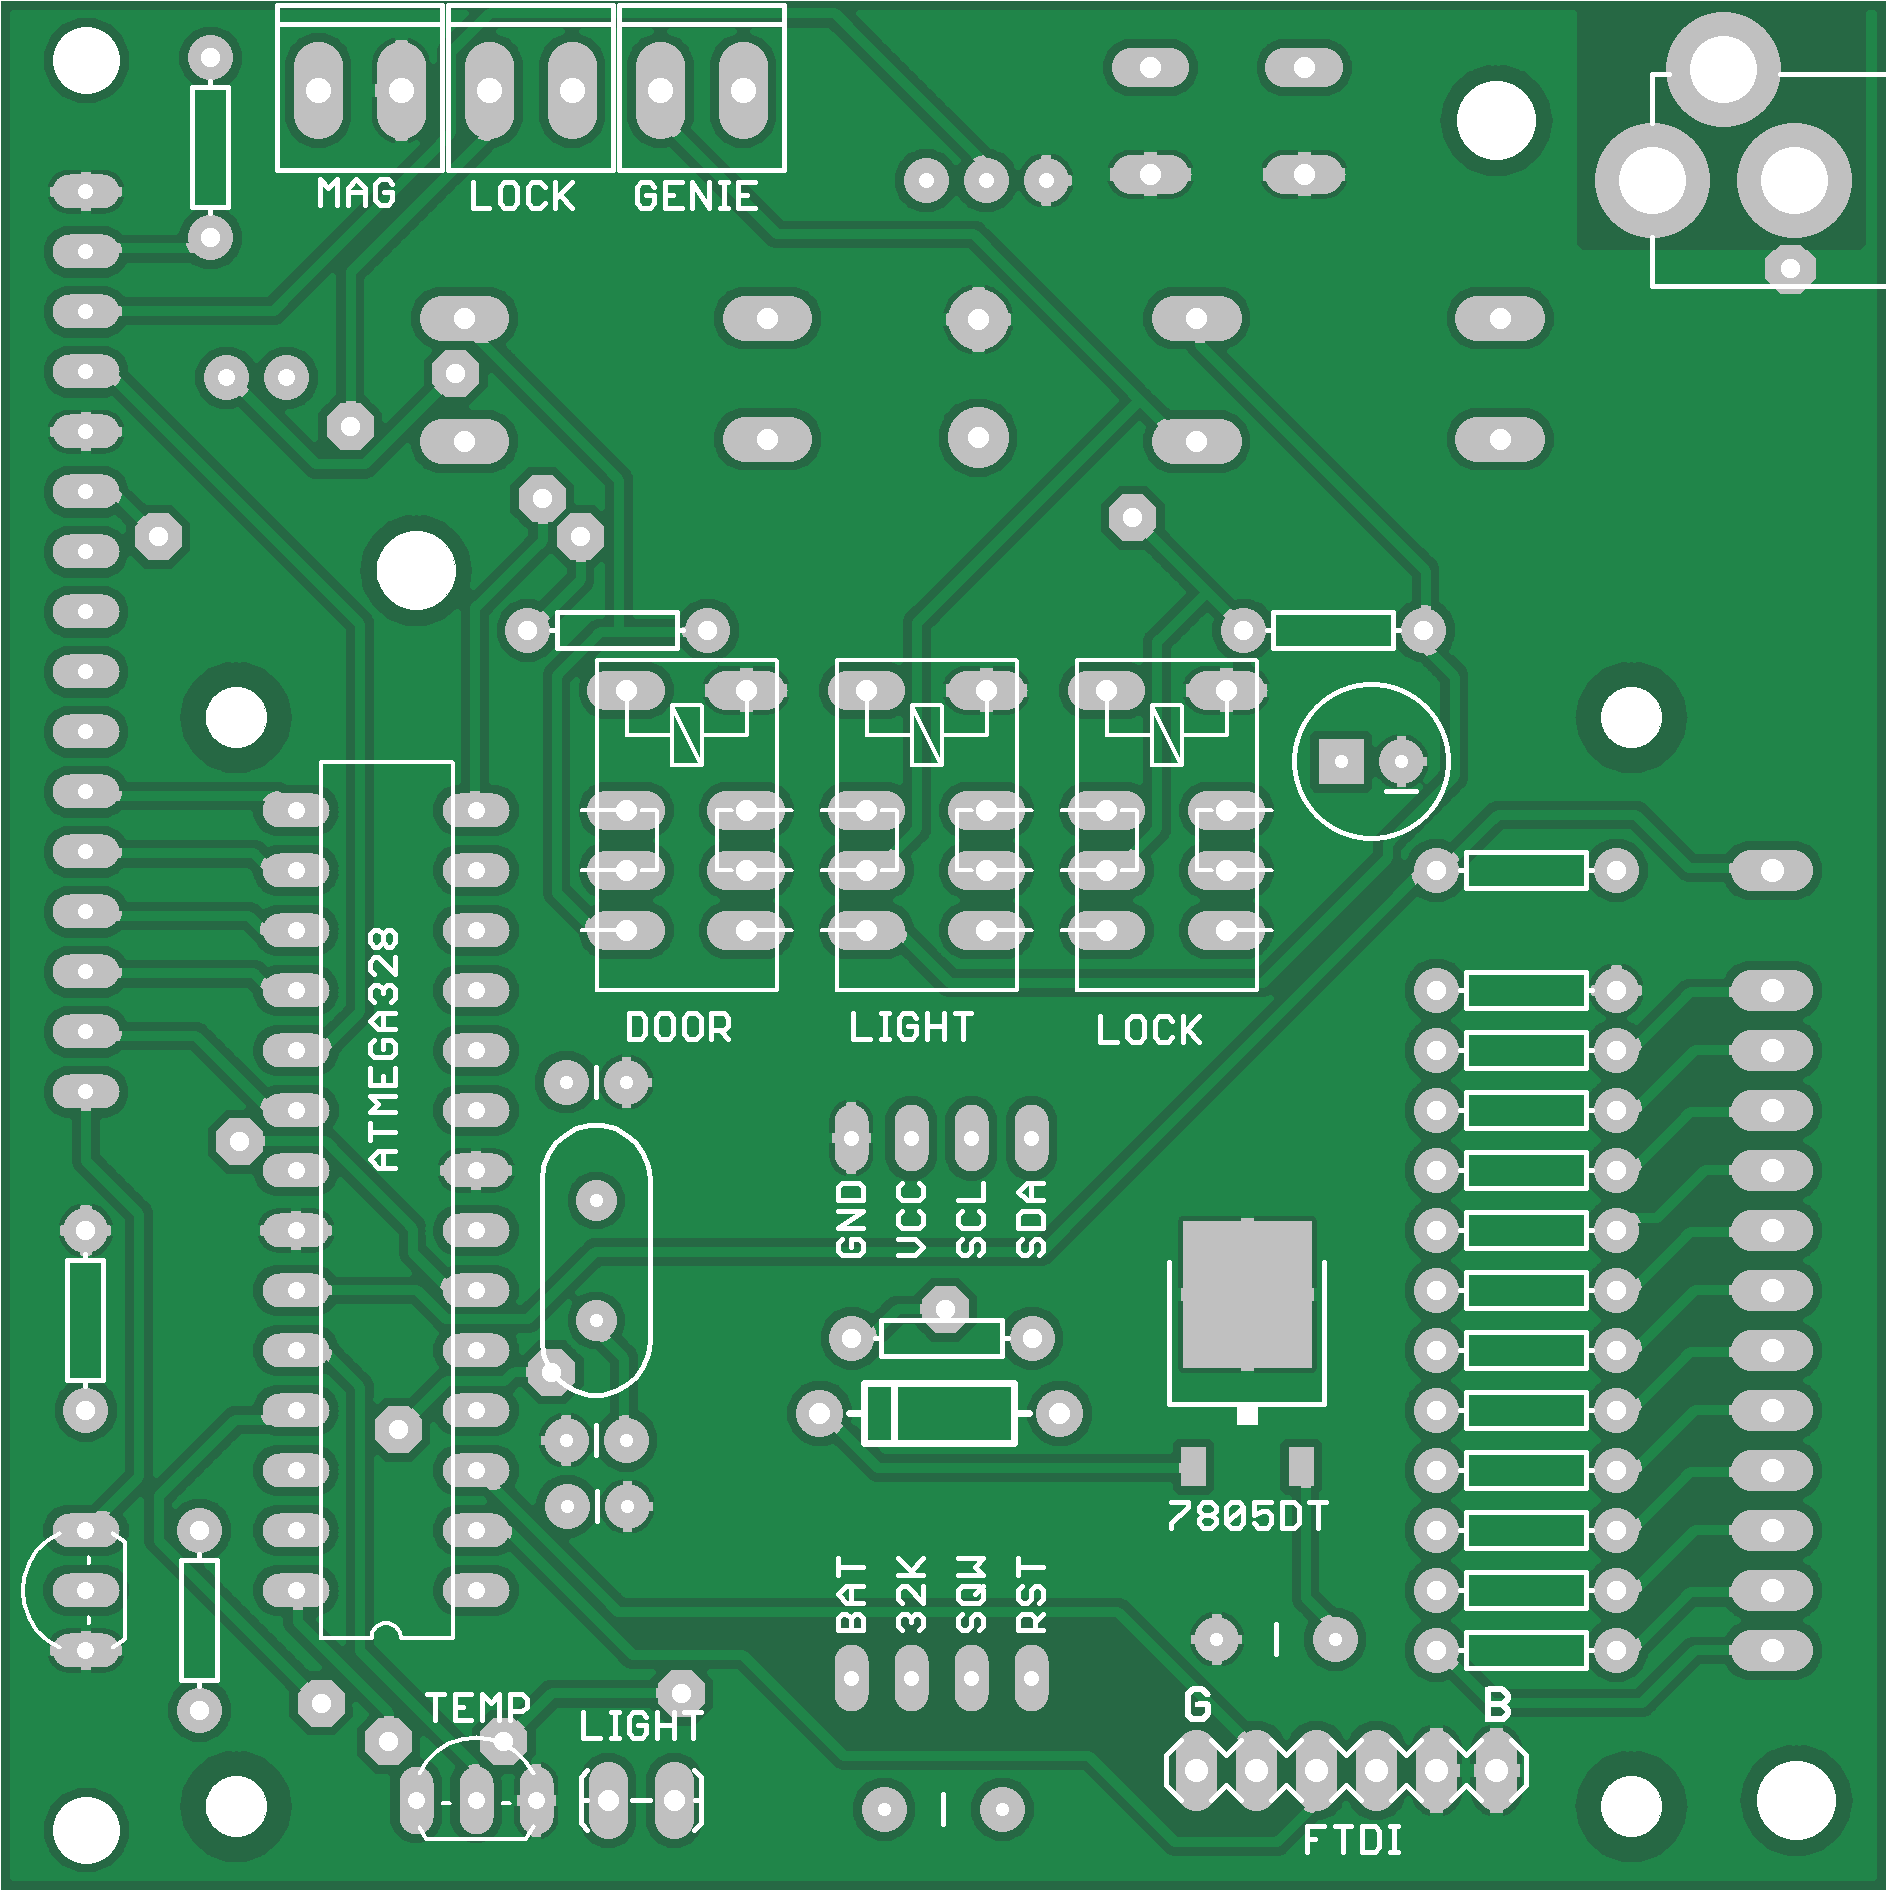 MAG
LOCK
GENIE
ATMEGA328
DOOR
LIGHT
LOCK
GND
VCC
SCL
SDA
7805DT
BAT
32K
SQW
RST
TEMP
LIGHT
G
B
FTDI